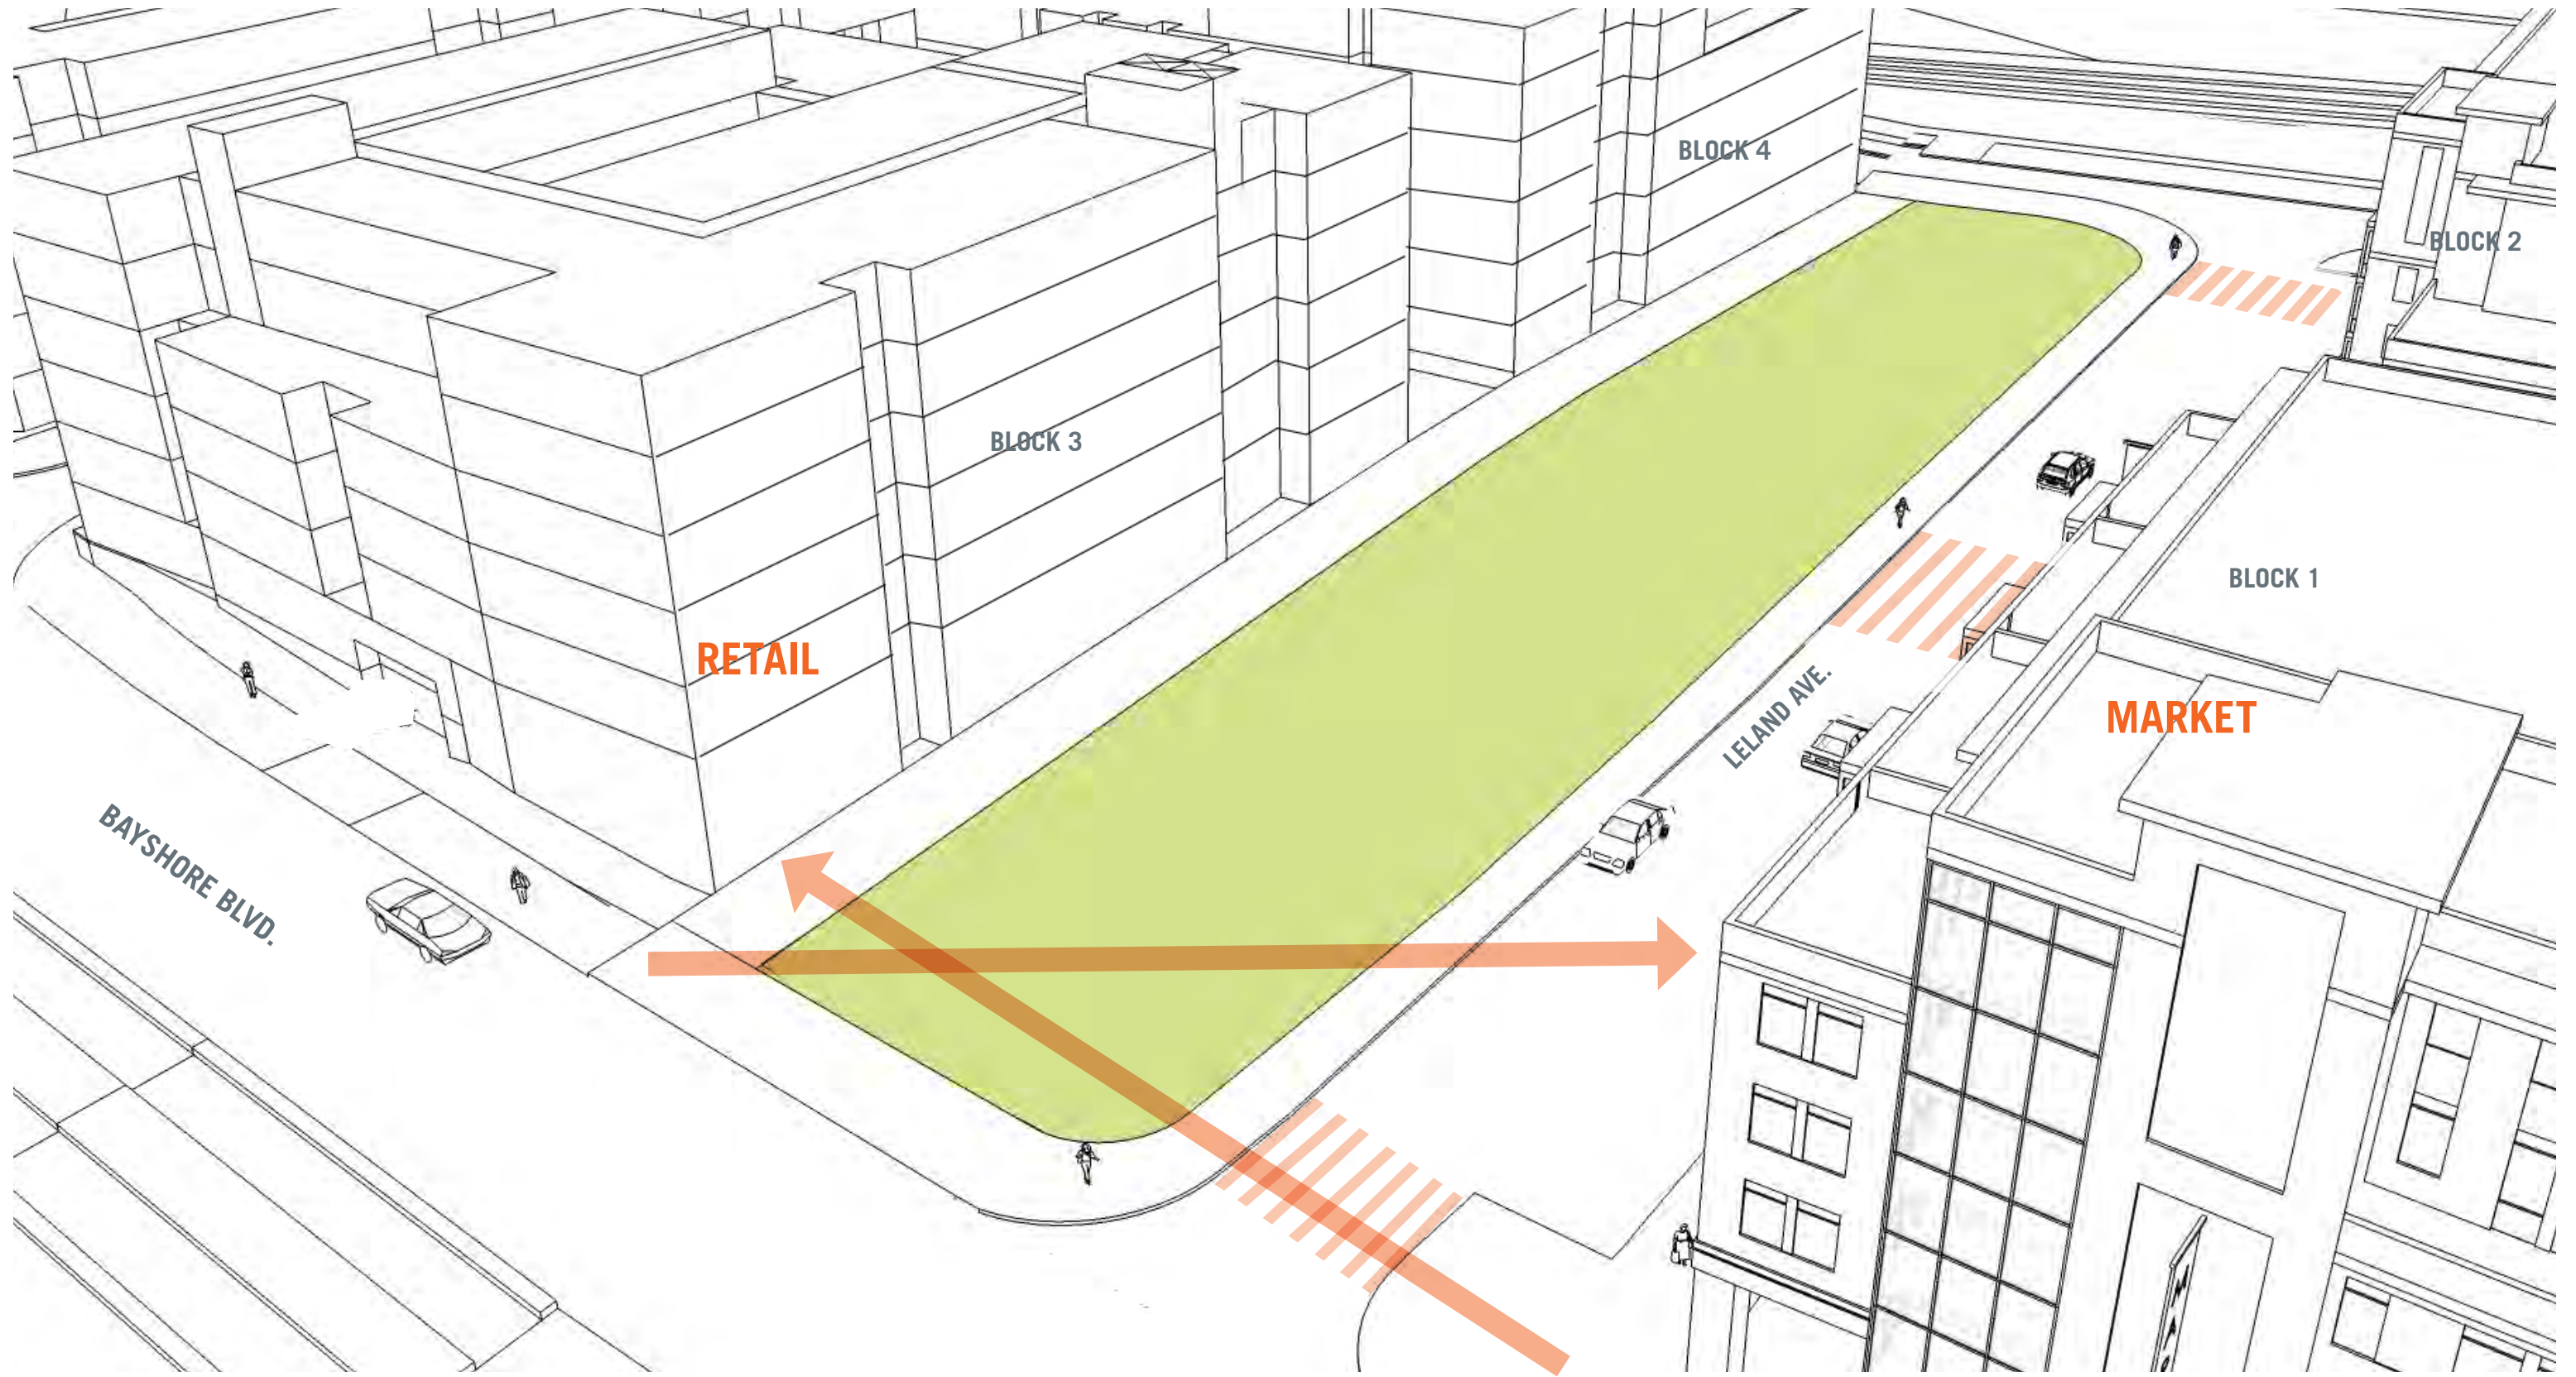 BLOCK 4
BLOCK 2
BLOCK 3
BLOCK 1
RETAIL
MARKET
LELAND AVE.
BAYSHORE BLVD.